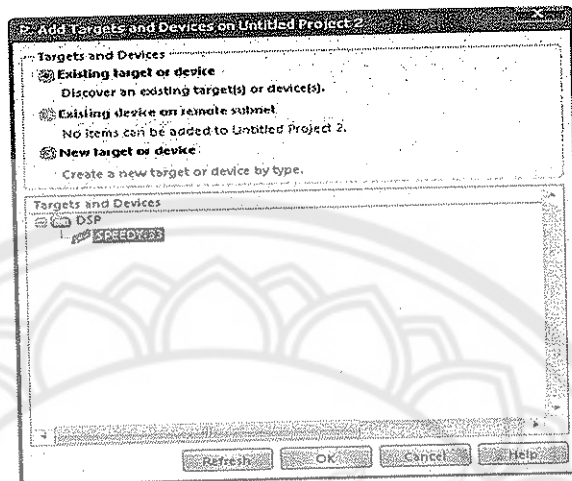 Add Targets and Devices on Untitled Project 2
Targets and Devices
Existing target or device
Discover an existing target(s) or device(s).
Existing device on remote subnet
No items can be added to Untitled Project 2.
New target or device
Create a new target or device by type.
Targets and Devices
DSP
SPEEDY-33
Refresh
OK
Cancel
Help